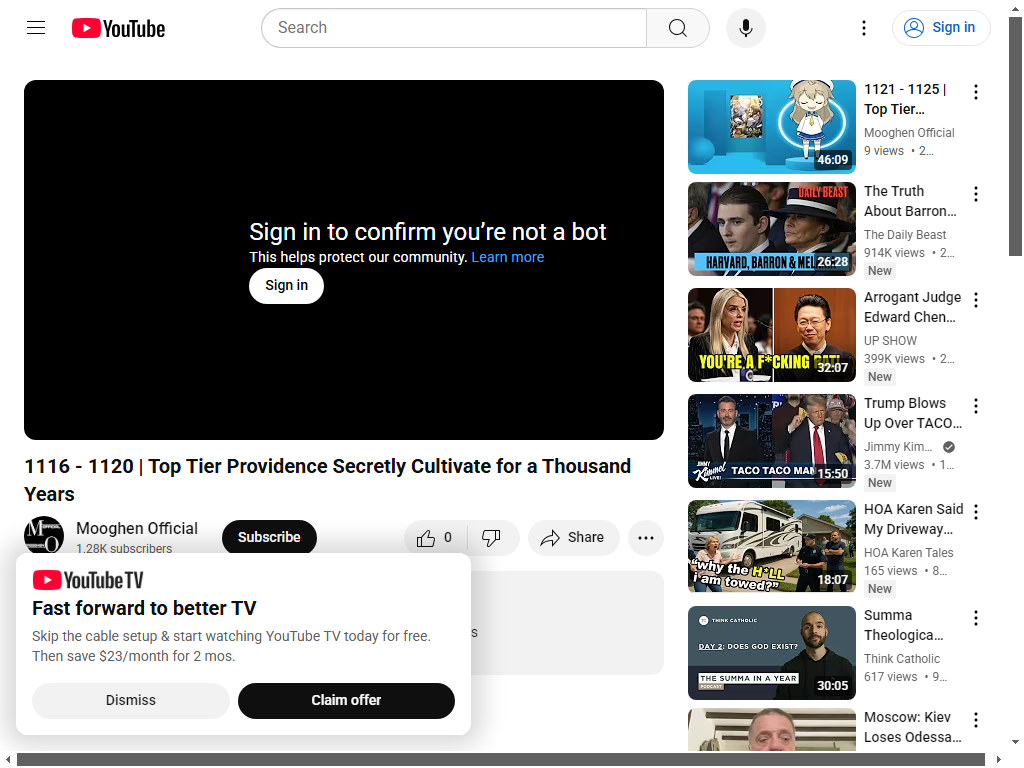 YouTube
Search
Sign in
Sign in to confirm you're not a bot
This helps protect our community. Learn more
Sign in
1116 - 1120 | Top Tier Providence Secretly Cultivate for a Thousand
Years
Mooghen Official
1.28K subscribers
Subscribe
0
Share
s
YouTube TV
Fast forward to better TV
Skip the cable setup & start watching YouTube TV today for free.
Then save $23/month for 2 mos.
Dismiss
Claim offer
46:09
1121 - 1125 |
Top Tier...
Mooghen Official
9 views • 2...
DAILY BEAST
HARVARD, BARRON & MEL
26:28
The Truth
About Barron...
The Daily Beast
914K views • 2...
New
YOU'RE A F*CKING RAT!
32:07
Arrogant Judge
Edward Chen...
UP SHOW
399K views • 2...
New
JIMMY
Kimmel
LIVE!
TACO TACO MAN
15:50
Trump Blows
Up Over TACO...
Jimmy Kim...
3.7M views • 1...
New
"why the H*LL
i am towed?"
18:07
HOA Karen Said
My Driveway...
HOA Karen Tales
165 views • 8...
New
THINK CATHOLIC
DAY 2: DOES GOD EXIST?
THE SUMMA IN A YEAR
PODCAST
30:05
Summa
Theologica...
Think Catholic
617 views • 9...
Moscow: Kiev
Loses Odessa...